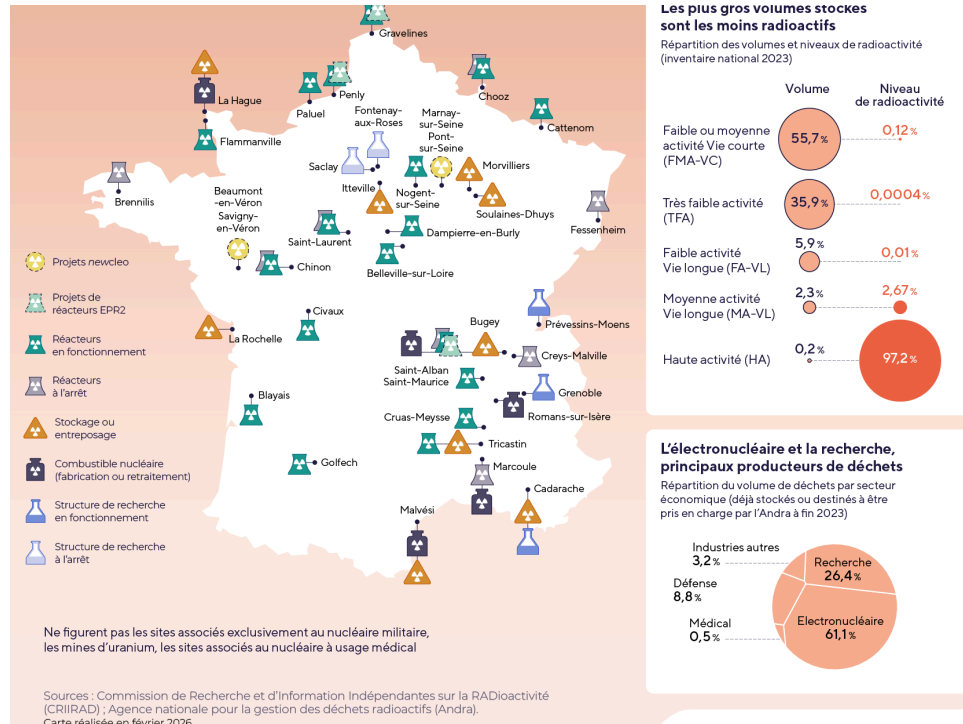 Gravelines
La Hague
Penly
Paluel
Chooz
Cattenom
Flammanville
Fontenay-
aux-Roses
Marnay-
sur-Seine
Pont-
sur-Seine
Saclay
Morvilliers
Itteville
Nogent-
sur-Seine
Soulaines-Dhuys
Brennilis
Fessenheim
Beaumont
-en-Véron
Savigny-
en-Véron
Saint-Laurent
Dampierre-en-Burly
Chinon
Belleville-sur-Loire
Civaux
La Rochelle
Bugey
Prévessins-Moens
Creys-Malville
Saint-Alban
Saint-Maurice
Grenoble
Romans-sur-Isère
Blayais
Cruas-Meysse
Tricastin
Golfech
Marcoule
Cadarache
Malvési
Projets newcleo
Projets de
réacteurs EPR2
Réacteurs
en fonctionnement
Réacteurs
à l'arrêt
Stockage ou
entreposage
Combustible nucléaire
(fabrication ou retraitement)
Structure de recherche
en fonctionnement
Structure de recherche
à l'arrêt
Ne figurent pas les sites associés exclusivement au nucléaire militaire,
les mines d'uranium, les sites associés au nucléaire à usage médical
Sources : Commission de Recherche et d'Information Indépendantes sur la RADioactivité
(CRIIRAD) ; Agence nationale pour la gestion des déchets radioactifs (Andra).
Carte réalisée en février 2026
Les plus gros volumes stockés
sont les moins radioactifs
Répartition des volumes et niveaux de radioactivité
(inventaire national 2023)
Volume
Niveau
de radioactivité
Faible ou moyenne
activité Vie courte
(FMA-VC)
55,7 %
0,12 %
Très faible activité
(TFA)
35,9 %
0,0004 %
Faible activité
Vie longue (FA-VL)
5,9 %
0,01 %
Moyenne activité
Vie longue (MA-VL)
2,3 %
2,67 %
Haute activité (HA)
0,2 %
97,2 %
L'électronucléaire et la recherche,
principaux producteurs de déchets
Répartition du volume de déchets par secteur
économique (déjà stockés ou destinés à être
pris en charge par l'Andra à fin 2023)
Industries autres
3,2 %
Recherche
26,4 %
Défense
8,8 %
Médical
0,5 %
Electronucléaire
61,1 %